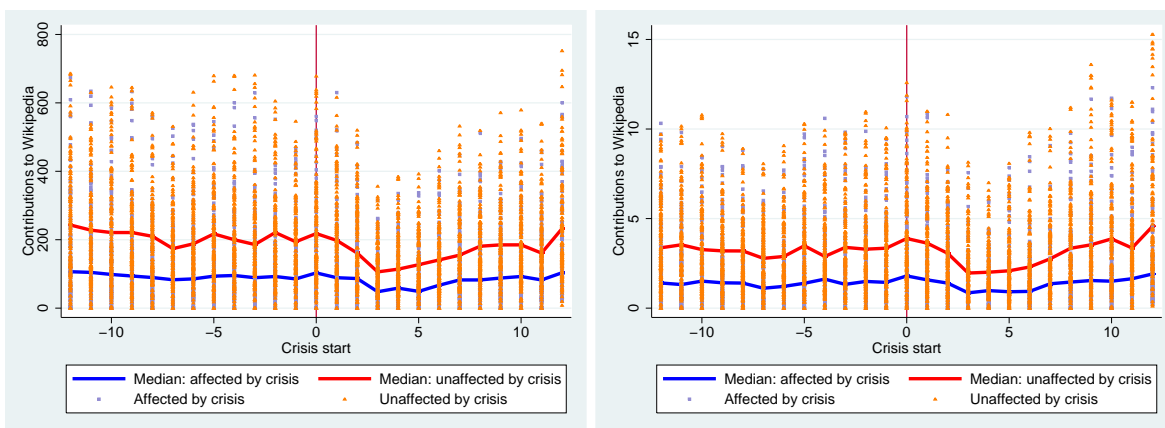 Contributions to Wikipedia
800
600
400
200
0
−10 −5 0 5 10
Crisis start
Median: affected by crisis Median: unaffected by crisis
Affected by crisis Unaffected by crisis
Contributions to Wikipedia
15
10
5
0
−10 −5 0 5 10
Crisis start
Median: affected by crisis Median: unaffected by crisis
Affected by crisis Unaffected by crisis